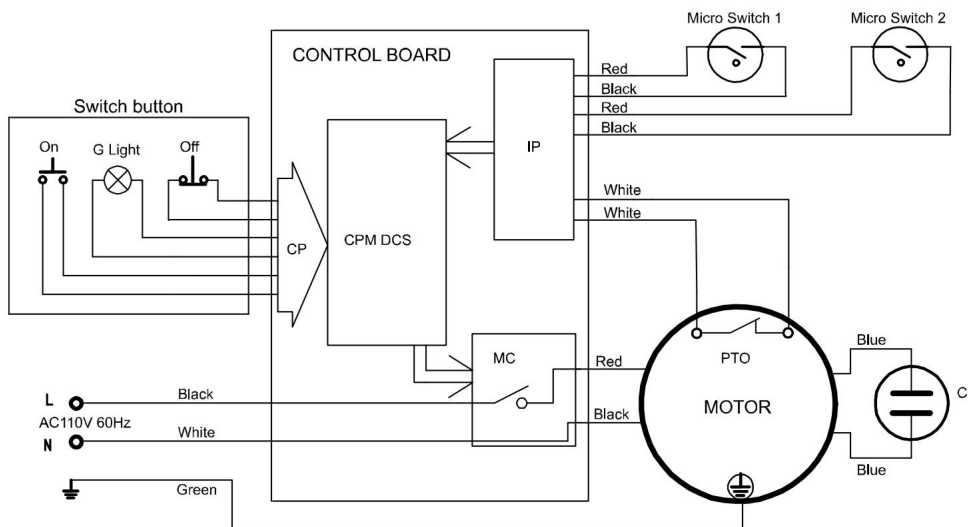 Micro Switch 1
Micro Switch 2
CONTROL BOARD
Red
Black
Red
Black
Switch button
On
G Light
Off
IP
White
White
CP
CPM DCS
MC
Red
PTO
Blue
L
Black
AC110V 60Hz
Black
MOTOR
C
N
White
Blue
Green